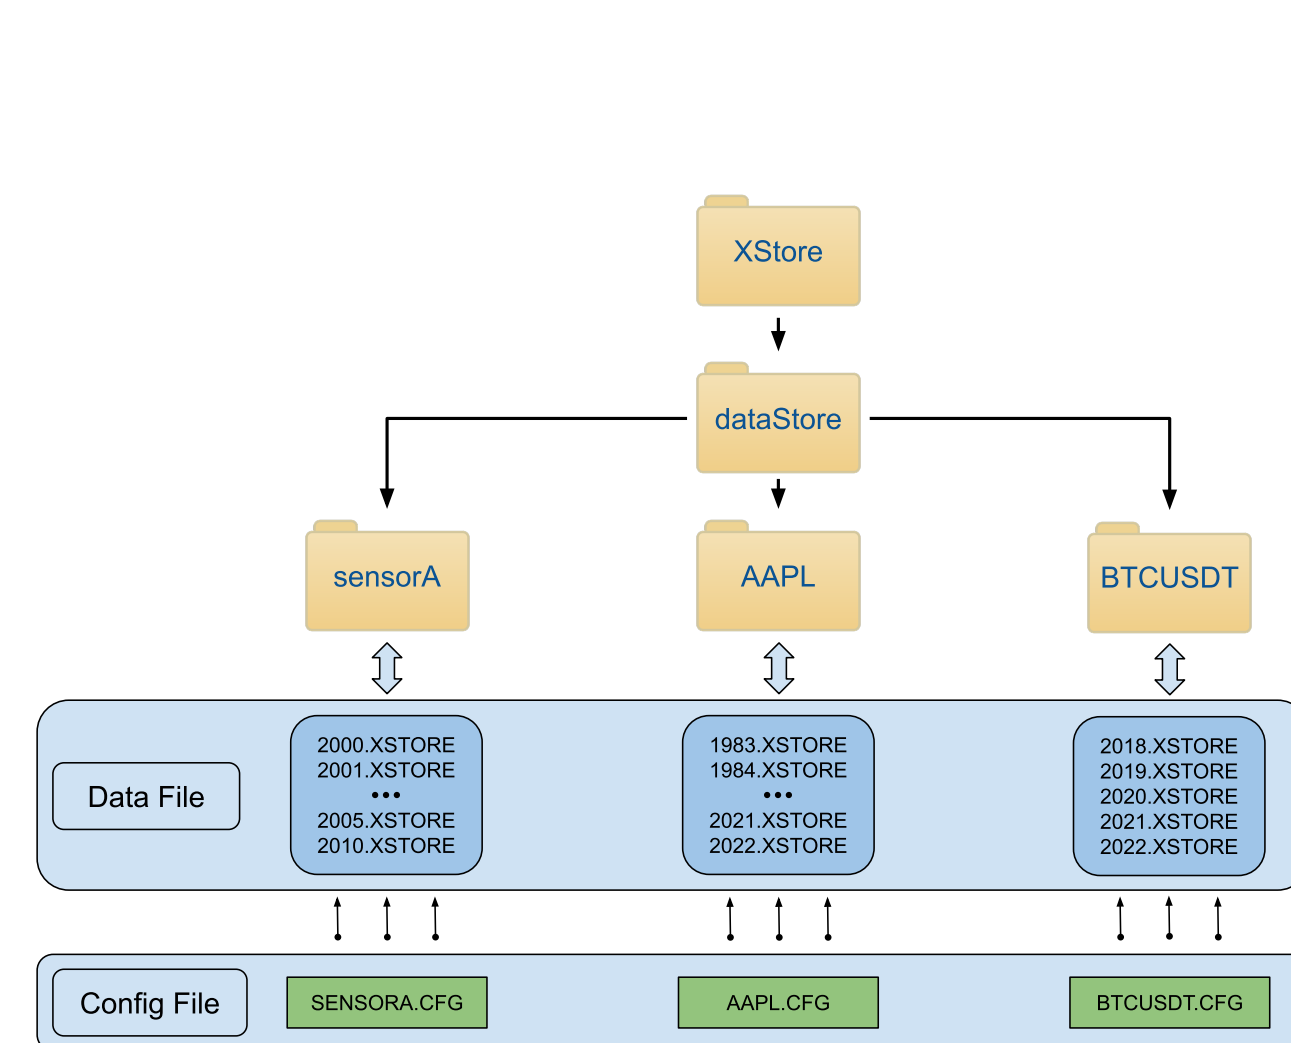 XStore
dataStore
sensorA
AAPL
BTCUSDT
Data File
2000.XSTORE
2001.XSTORE
•••
2005.XSTORE
2010.XSTORE
1983.XSTORE
1984.XSTORE
•••
2021.XSTORE
2022.XSTORE
2018.XSTORE
2019.XSTORE
2020.XSTORE
2021.XSTORE
2022.XSTORE
Config File
SENSORA.CFG
AAPL.CFG
BTCUSDT.CFG